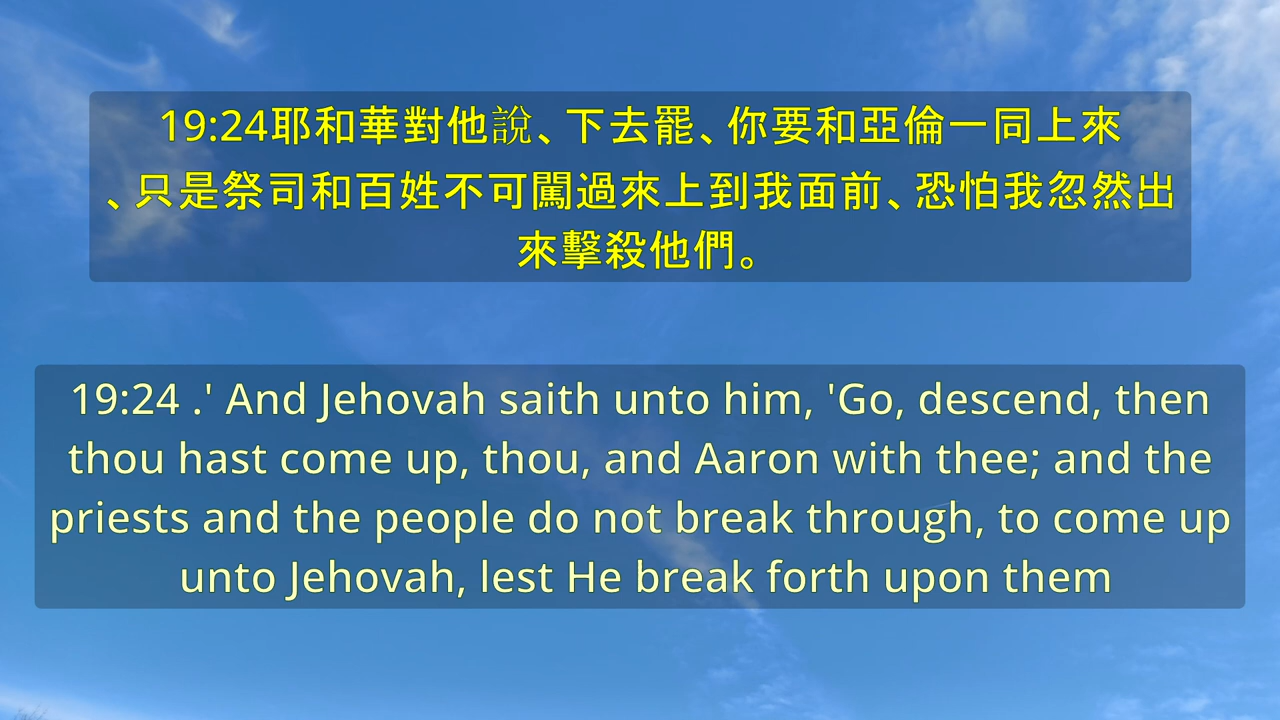 19:24耶和華對他說、下去罷、你要和亞倫一同上來
、只是祭司和百姓不可闖過來上到我面前、恐怕我忽然出
來擊殺他們。
19:24 .' And Jehovah saith unto him, 'Go, descend, then
thou hast come up, thou, and Aaron with thee; and the
priests and the people do not break through, to come up
unto Jehovah, lest He break forth upon them